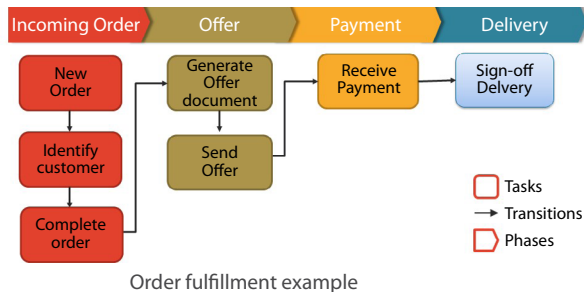 Incoming Order
Offer
Payment
Delivery
New
Order
Identify
customer
Complete
order
Generate
Offer
document
Send
Offer
Receive
Payment
Sign-off
Delvery
Tasks
Transitions
Phases
Order fulfillment example